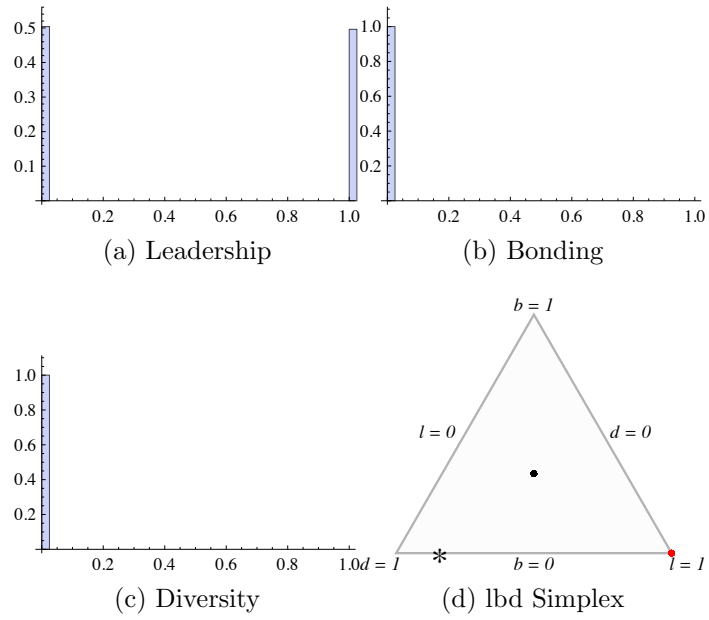 0.5
0.4
0.3
0.2
0.1
0.2 0.4 0.6 0.8 1.0
(a) Leadership
1.0
0.8
0.6
0.4
0.2
0.2 0.4 0.6 0.8 1.0
(b) Bonding
1.0
0.8
0.6
0.4
0.2
0.2 0.4 0.6 0.8 1.0
(c) Diversity
b = 1
l = 0 d = 0
*
d = 1 b = 0 l = 1
(d) lbd Simplex